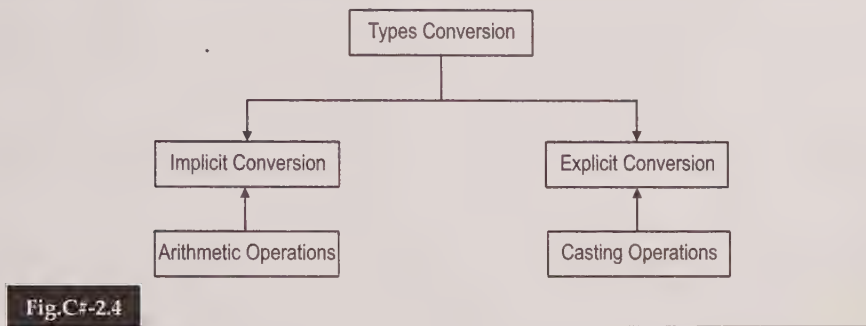 Types Conversion
Implicit Conversion
Explicit Conversion
Arithmetic Operations
Casting Operations
Fig.C#-2.4